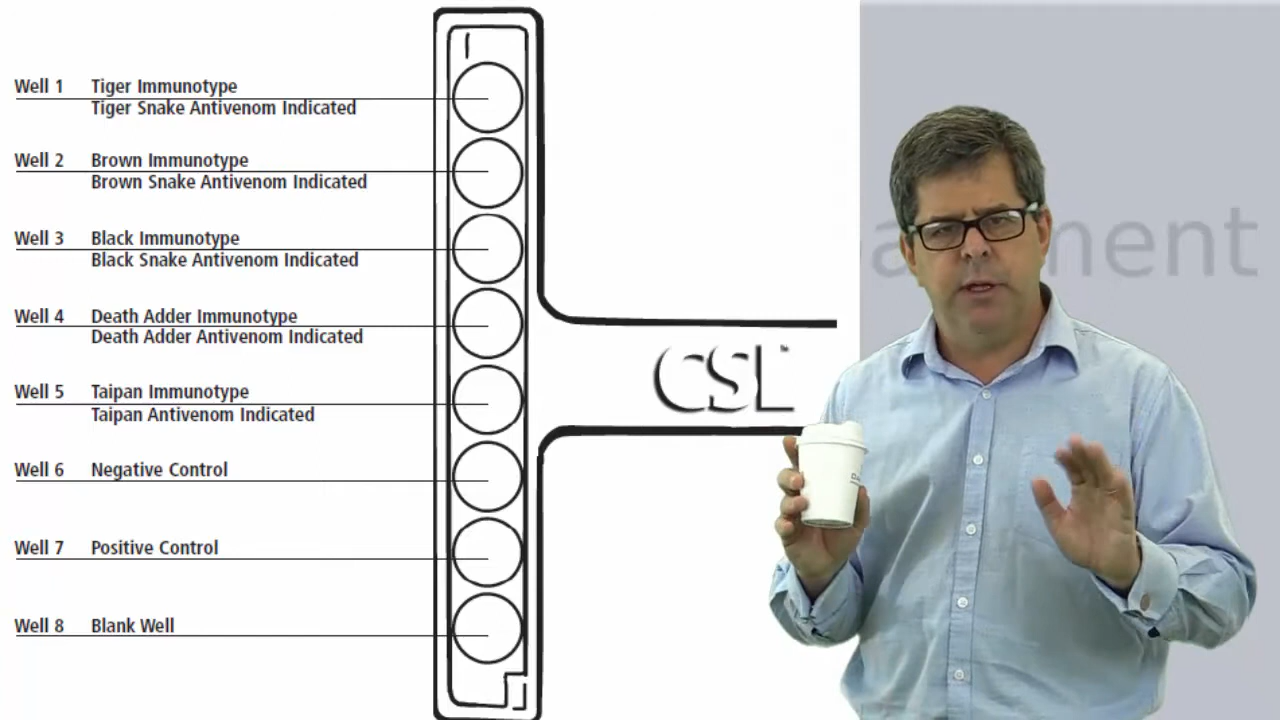 Well 1 Tiger Immunotype
Tiger Snake Antivenom Indicated
Well 2 Brown Immunotype
Brown Snake Antivenom Indicated
Well 3 Black Immunotype
Black Snake Antivenom Indicated
Well 4 Death Adder Immunotype
Death Adder Antivenom Indicated
Well 5 Taipan Immunotype
Taipan Antivenom Indicated
Well 6 Negative Control
Well 7 Positive Control
Well 8 Blank Well
CSL